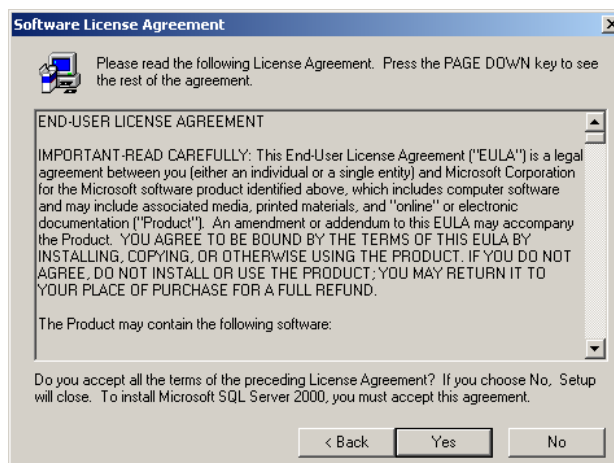 Software License Agreement
Please read the following License Agreement. Press the PAGE DOWN key to see
the rest of the agreement.
END-USER LICENSE AGREEMENT
IMPORTANT-READ CAREFULLY: This End-User License Agreement ("EULA") is a legal
agreement between you (either an individual or a single entity) and Microsoft Corporation
for the Microsoft software product identified above, which includes computer software
and may include associated media, printed materials, and "online" or electronic
documentation ("Product"). An amendment or addendum to this EULA may accompany
the Product. YOU AGREE TO BE BOUND BY THE TERMS OF THIS EULA BY
INSTALLING, COPYING, OR OTHERWISE USING THE PRODUCT. IF YOU DO NOT
AGREE, DO NOT INSTALL OR USE THE PRODUCT; YOU MAY RETURN IT TO
YOUR PLACE OF PURCHASE FOR A FULL REFUND.
The Product may contain the following software:
Do you accept all the terms of the preceding License Agreement? If you choose No, Setup
will close. To install Microsoft SQL Server 2000, you must accept this agreement.
< Back Yes No